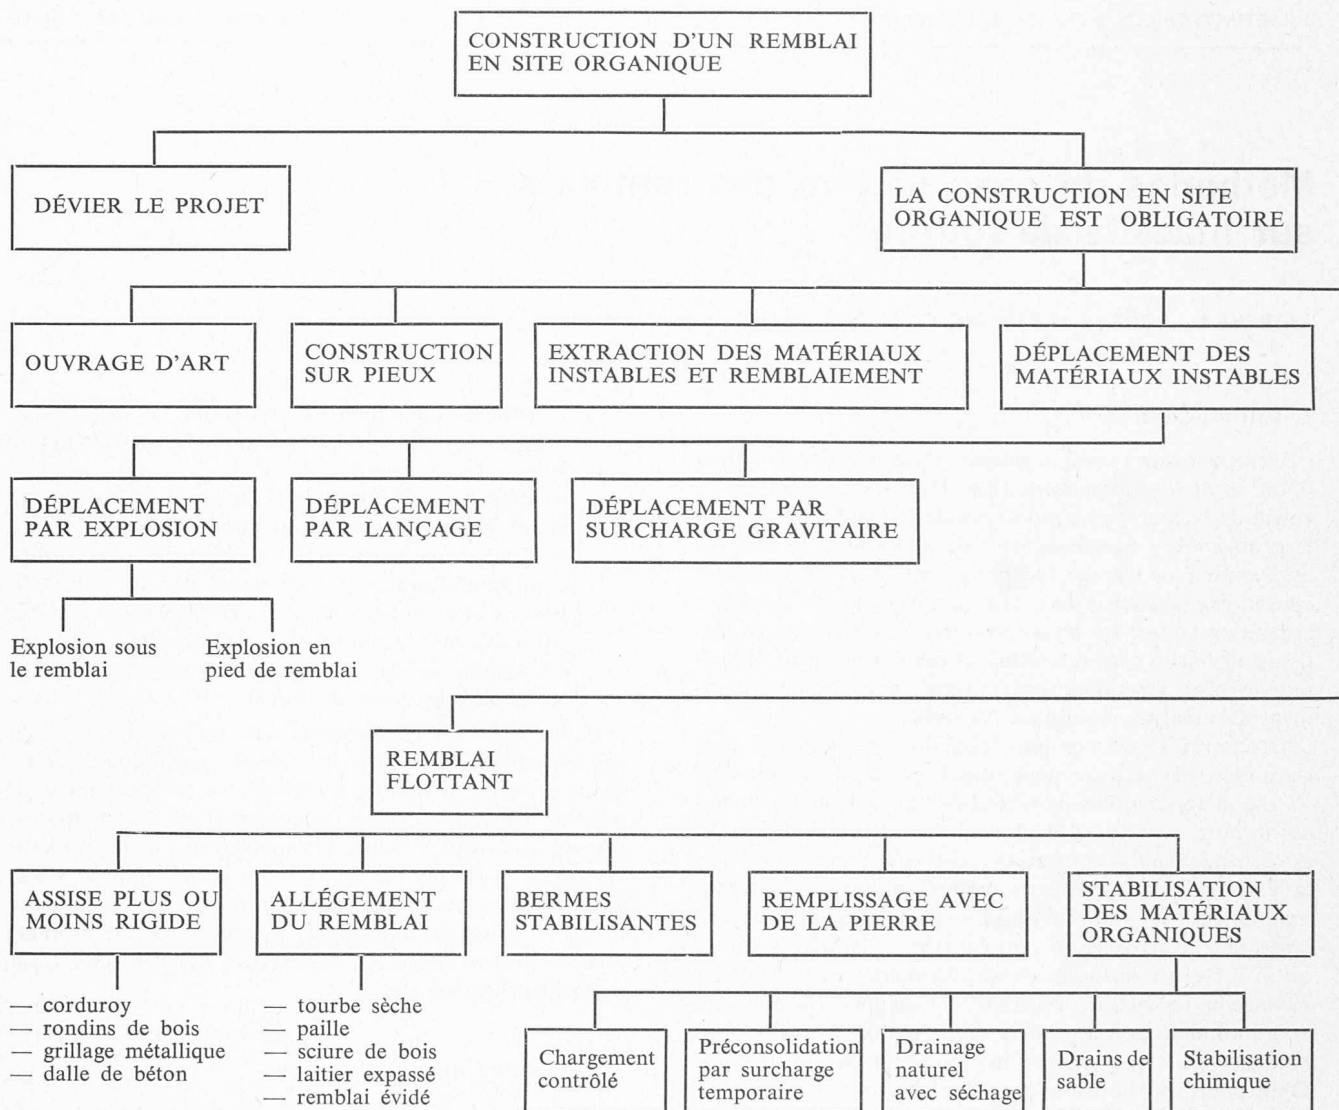 CONSTRUCTION D'UN REMBLAI
EN SITE ORGANIQUE
DÉVIER LE PROJET
LA CONSTRUCTION EN SITE
ORGANIQUE EST OBLIGATOIRE
OUVRAGE D'ART
CONSTRUCTION
SUR PIEUX
EXTRACTION DES MATÉRIAUX
INSTABLES ET REMBLAIEMENT
DÉPLACEMENT DES
MATÉRIAUX INSTABLES
DÉPLACEMENT
PAR EXPLOSION
DÉPLACEMENT
PAR LANÇAGE
DÉPLACEMENT PAR
SURCHARGE GRAVITAIRE
Explosion sous
le remblai
Explosion en
pied de remblai
REMBLAI
FLOTTANT
ASSISE PLUS OU
MOINS RIGIDE
ALLÉGEMENT
DU REMBLAI
BERMES
STABILISANTES
REMPLISSAGE AVEC
DE LA PIERRE
STABILISATION
DES MATÉRIAUX
ORGANIQUES
— corduroy
— rondins de bois
— grillage métallique
— dalle de béton
— tourbe sèche
— paille
— sciure de bois
— laitier expassé
— remblai évidé
Chargement
contrôlé
Préconsolidation
par surcharge
temporaire
Drainage
naturel
avec séchage
Drains de
sable
Stabilisation
chimique